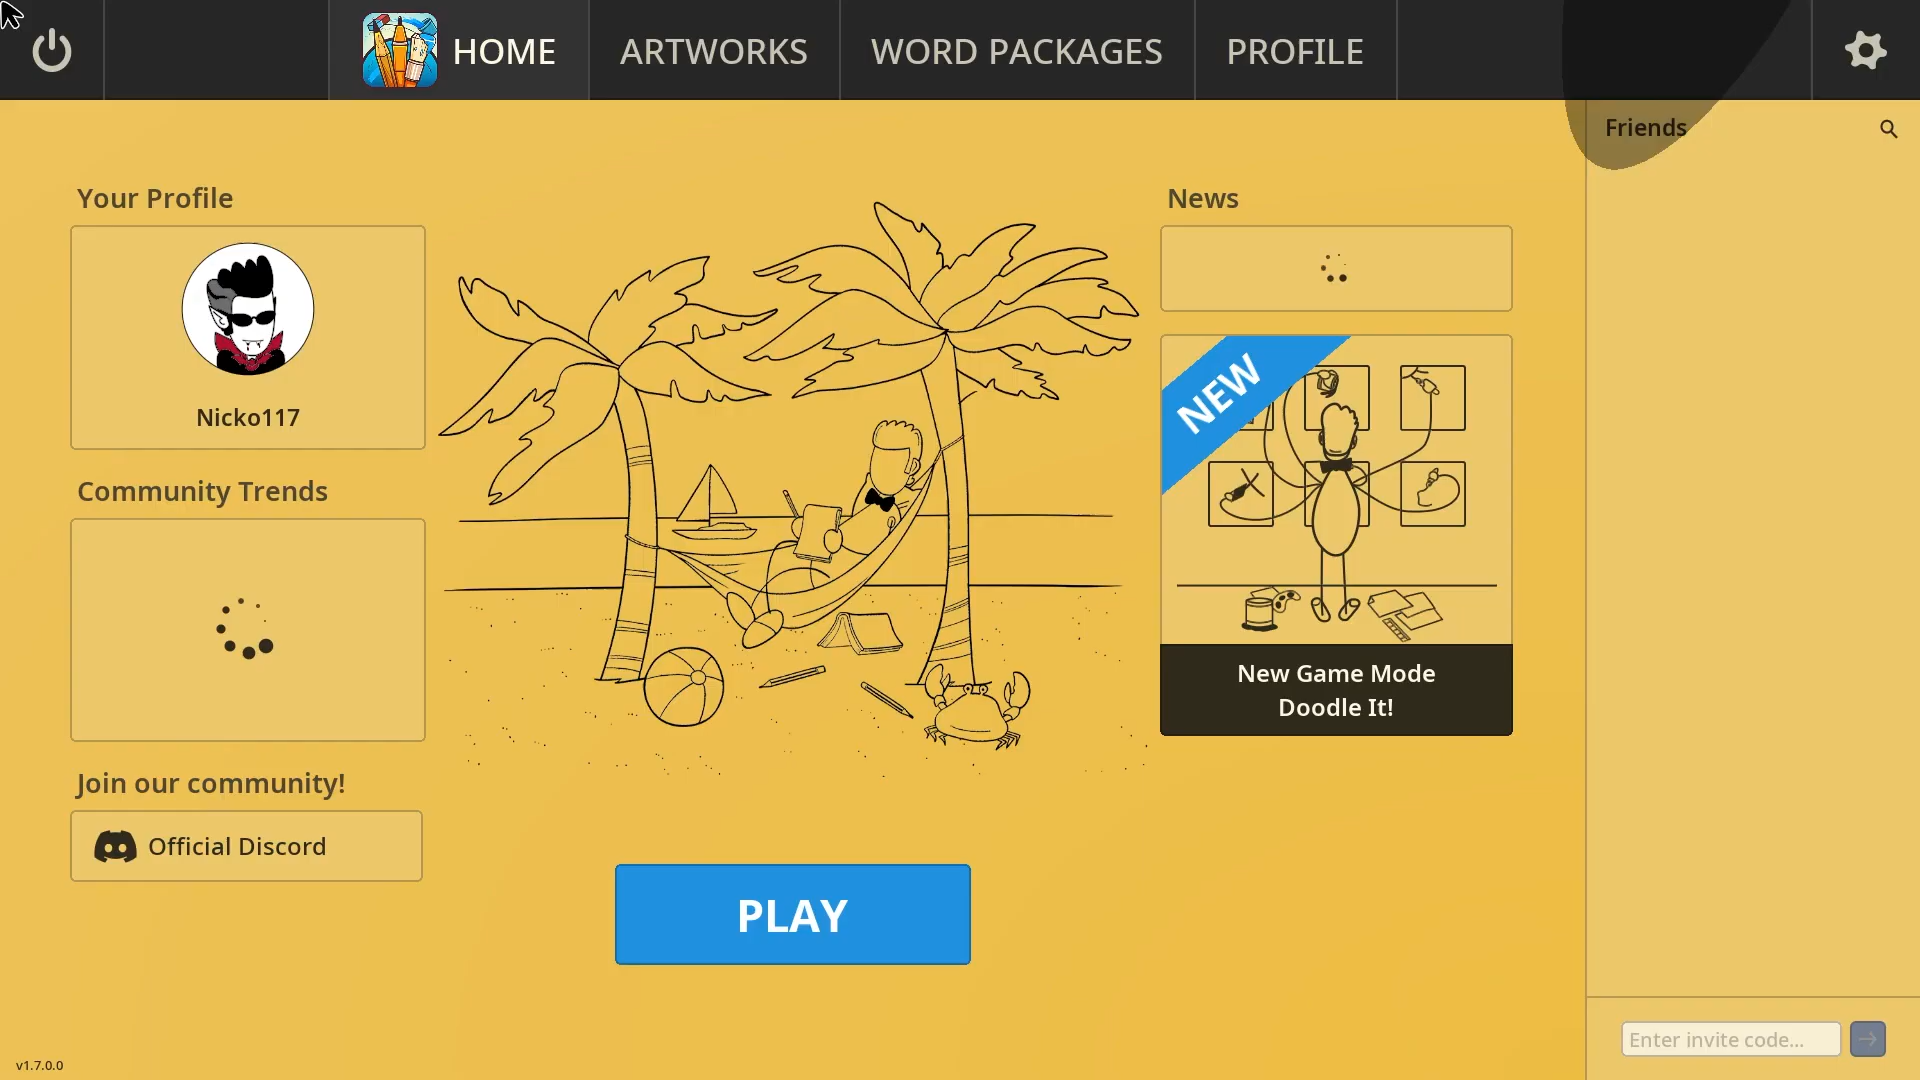 HOME
ARTWORKS
WORD PACKAGES
PROFILE
Friends
Your Profile
Nicko117
Community Trends
Join our community!
Official Discord
News
NEW
New Game Mode
Doodle It!
PLAY
Enter invite code...
v1.7.0.0